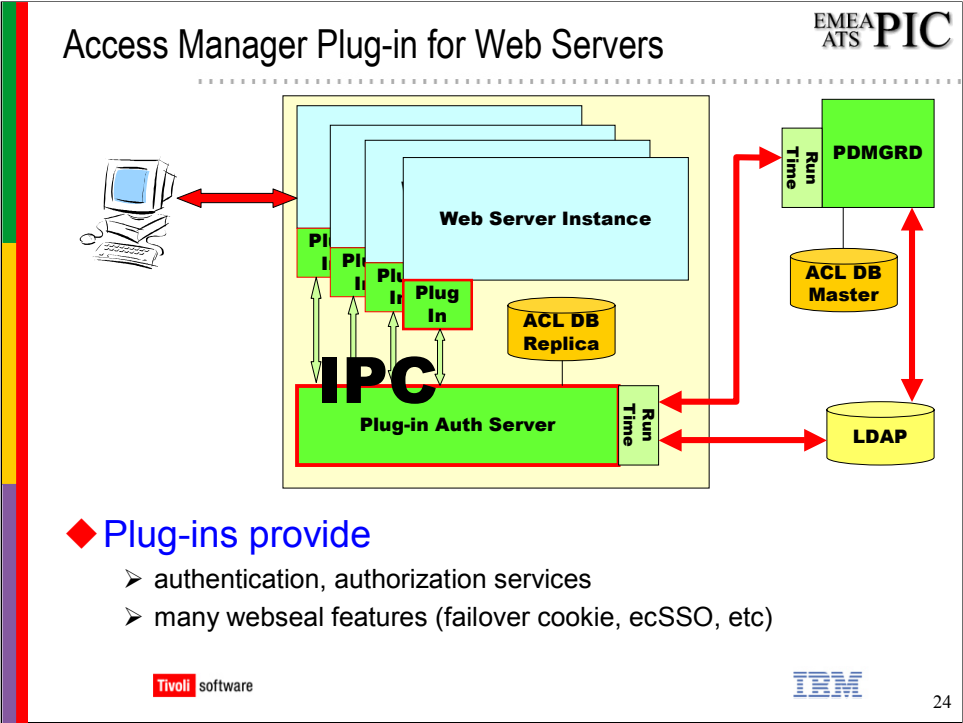 Access Manager Plug-in for Web Servers
EMEA
ATS PIC
Web Server Instance
Plug
In
ACL DB
Replica
IPC
Plug-in Auth Server
Run
Time
Run
Time
PDMGRD
ACL DB
Master
LDAP
Plug-ins provide
authentication, authorization services
many webseal features (failover cookie, ecSSO, etc)
Tivoli software
IBM
24